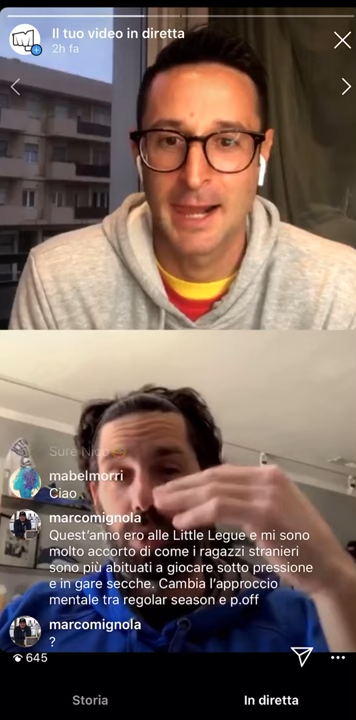 Il tuo video in diretta
2h fa
Sure Nico
mabelmorri
Ciao
marcomignola
Quest'anno ero alle Little Legue e mi sono
molto accorto di come i ragazzi stranieri
sono più abituati a giocare sotto pressione
e in gare secche. Cambia l'approccio
mentale tra regolar season e p.off
marcomignola
?
645
Storia
In diretta